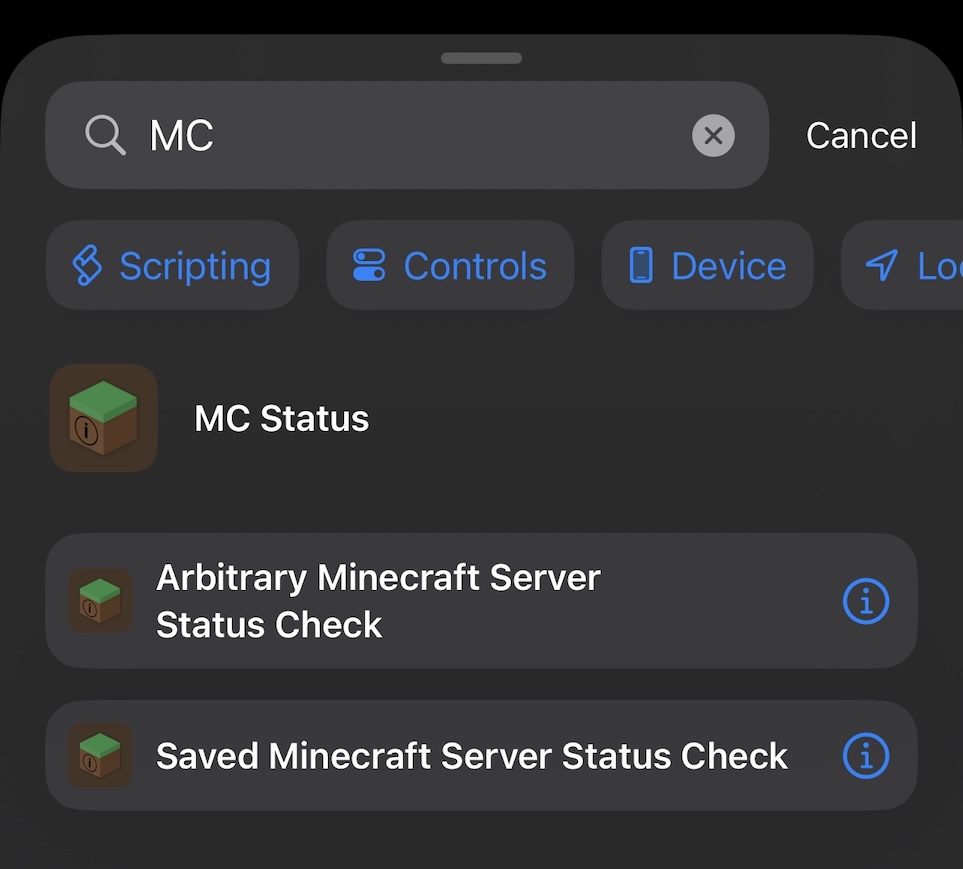 MC
Cancel
Scripting
Controls
Device
MC Status
Arbitrary Minecraft Server
Status Check
Saved Minecraft Server Status Check